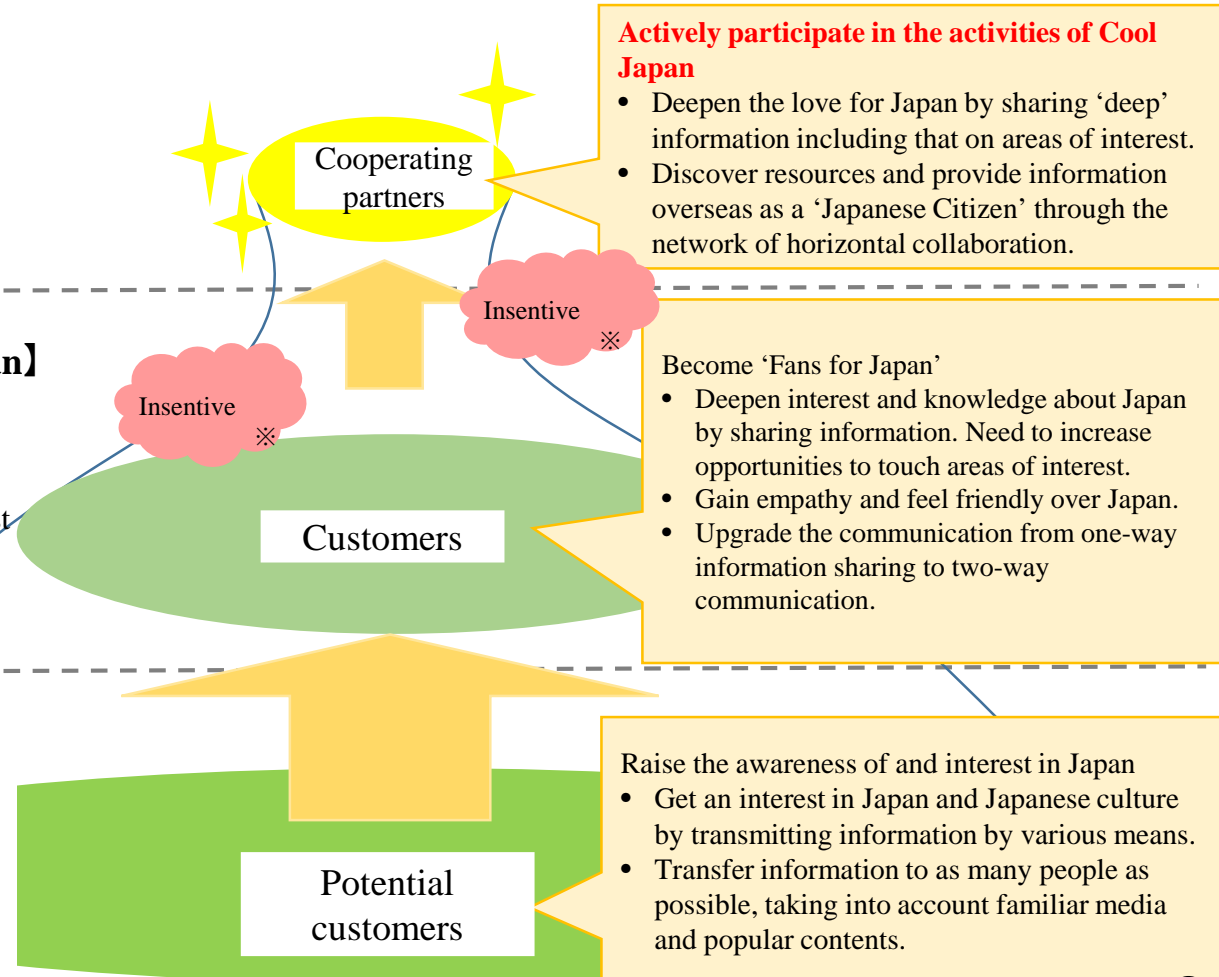 Actively participate in the activities of Cool
Japan
• Deepen the love for Japan by sharing ‘deep’
information including that on areas of interest.
• Discover resources and provide information
overseas as a ‘Japanese Citizen’ through the
network of horizontal collaboration.
Cooperating
partners
Insentive
※
an】
Insentive
※
Become ‘Fans for Japan’
• Deepen interest and knowledge about Japan
by sharing information. Need to increase
opportunities to touch areas of interest.
• Gain empathy and feel friendly over Japan.
• Upgrade the communication from one-way
information sharing to two-way
communication.
Customers
Raise the awareness of and interest in Japan
• Get an interest in Japan and Japanese culture
by transmitting information by various means.
• Transfer information to as many people as
possible, taking into account familiar media
and popular contents.
Potential
customers